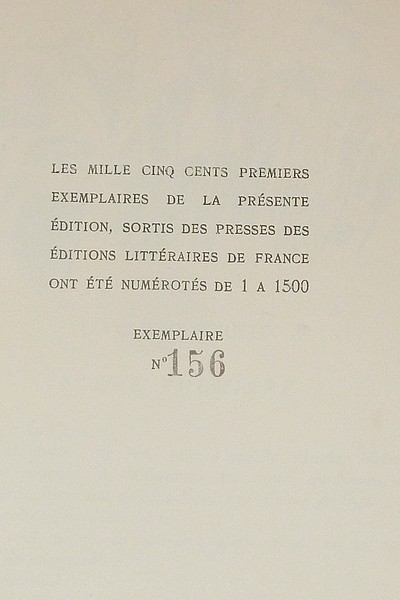 LES MILLE CINQ CENTS PREMIERS
EXEMPLAIRES DE LA PRÉSENTE
ÉDITION, SORTIS DES PRESSES DES
ÉDITIONS LITTÉRAIRES DE FRANCE
ONT ÉTÉ NUMÉROTÉS DE 1 A 1500
EXEMPLAIRE
Nº 156